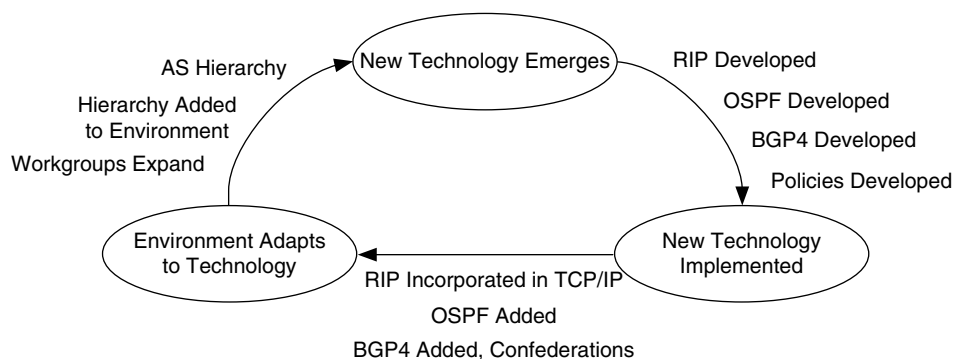 New Technology Emerges
AS Hierarchy
Hierarchy Added
to Environment
Workgroups Expand
RIP Developed
OSPF Developed
BGP4 Developed
Policies Developed
Environment Adapts
to Technology
New Technology
Implemented
RIP Incorporated in TCP/IP
OSPF Added
BGP4 Added, Confederations